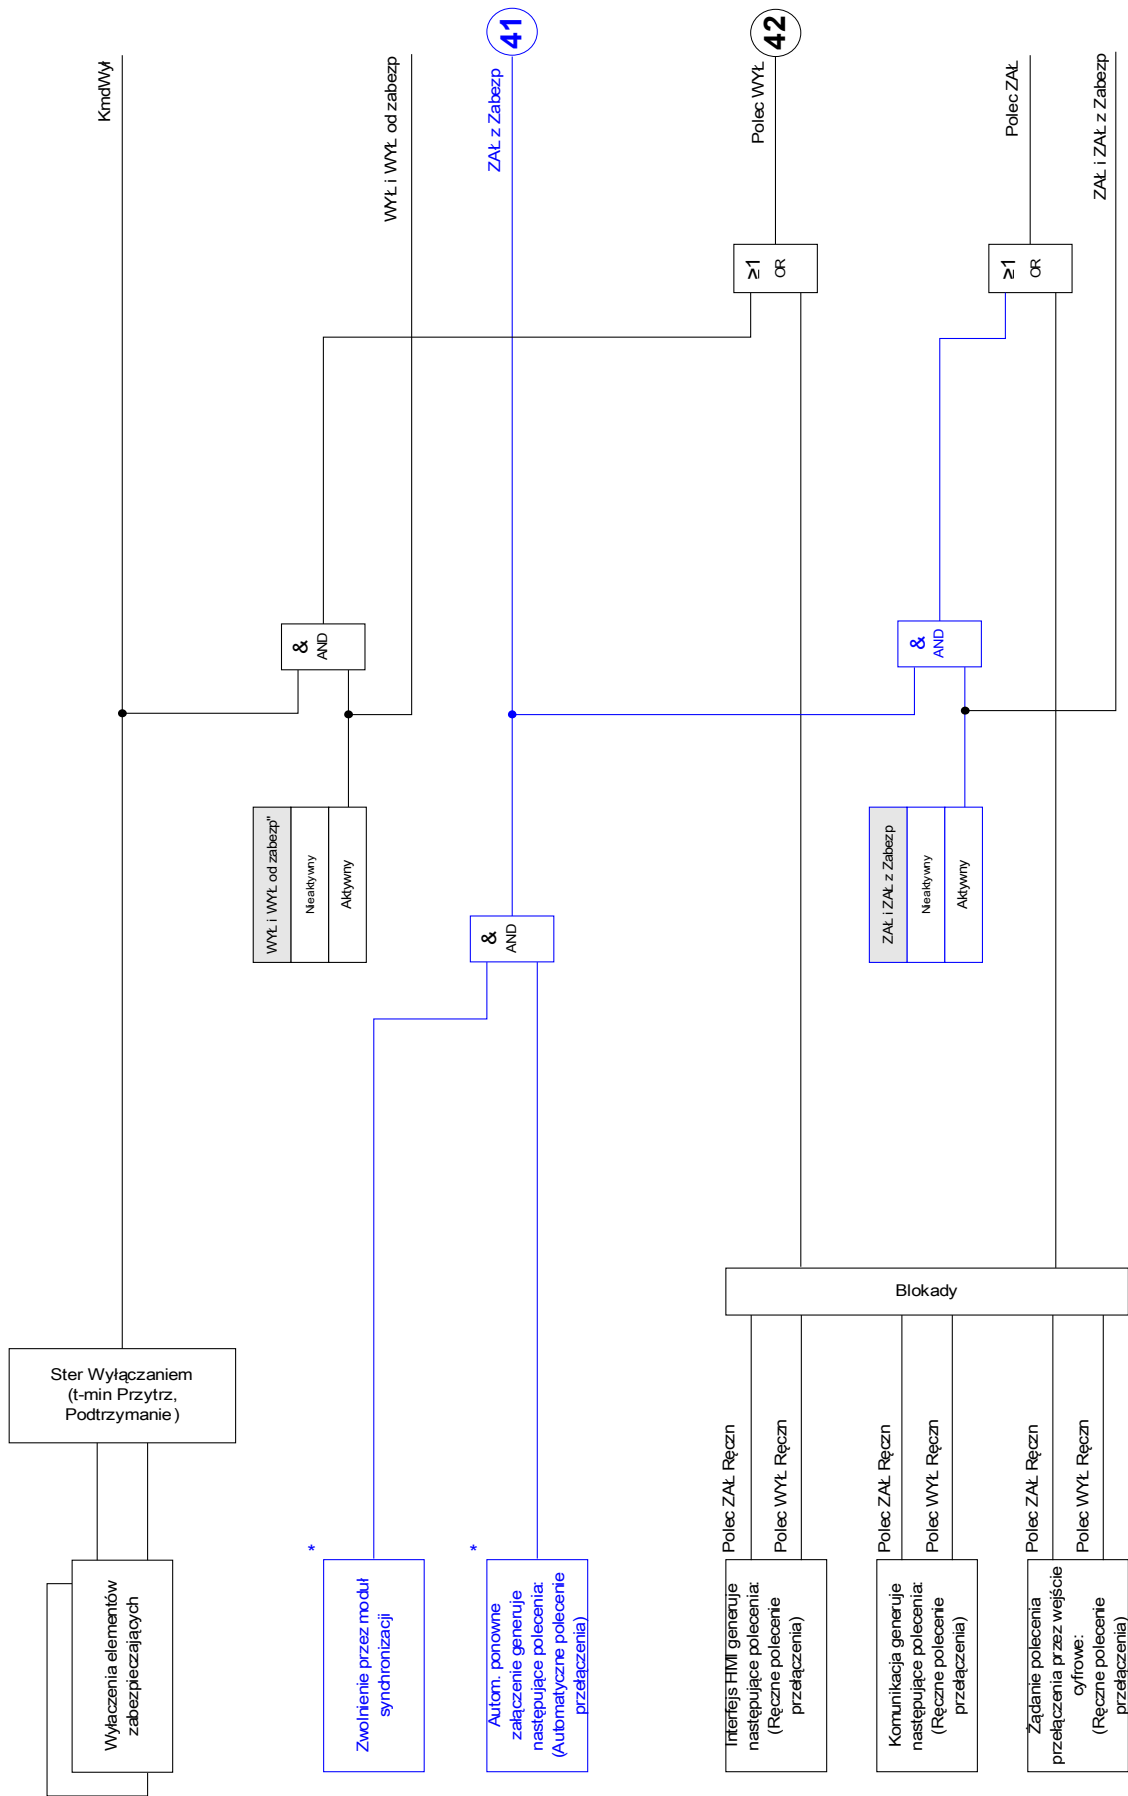 KmdWył
WYŁ i WYŁ od zabezp
41
ZAŁ z Zabezp
42
Polec WYŁ
Polec ZAŁ
ZAŁ i ZAŁ z Zabezp
≥1
OR
≥1
OR
&
AND
&
AND
WYŁ i WYŁ od zabezp"
Nieaktywny
Aktywny
ZAŁ i ZAŁ z Zabezp
Nieaktywny
Aktywny
&
AND
Blokady
Ster Wyłączaniem
(t-min Przytrz,
Podtrzymanie)
Polec ZAŁ Ręczn
Polec WYŁ Ręczn
Polec ZAŁ Ręczn
Polec WYŁ Ręczn
Polec ZAŁ Ręczn
Polec WYŁ Ręczn
Wyłaczenia elementów
zabezpieczających
*
Zwolnienie przez moduł
synchronizacji
*
Autom. ponowne
załączenie generuje
następujące polecenia:
(Automatyczne polecenie
przełączenia)
Interfejs HMI generuje
następujące polecenia:
(Ręczne polecenie
przełączenia)
Komunikacja generuje
następujące polecenia:
(Ręczne polecenie
przełączenia)
Żądanie polecenia
przełączenia przez wejście
cyfrowe:
(Ręczne polecenie
przełączenia)